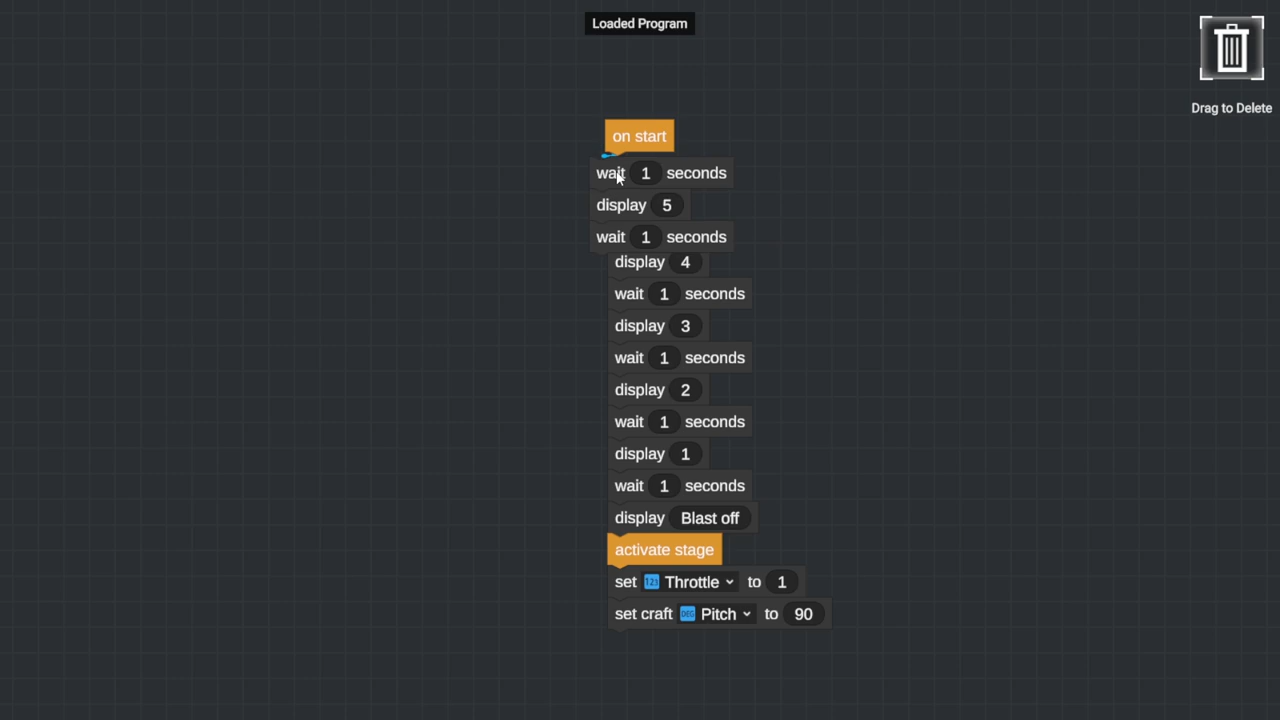 Loaded Program
Drag to Delete
on start
wait 1 seconds
display 5
wait 1 seconds
display 4
wait 1 seconds
display 3
wait 1 seconds
display 2
wait 1 seconds
display 1
wait 1 seconds
display Blast off
activate stage
set 123 Throttle to 1
set craft DEG Pitch to 90